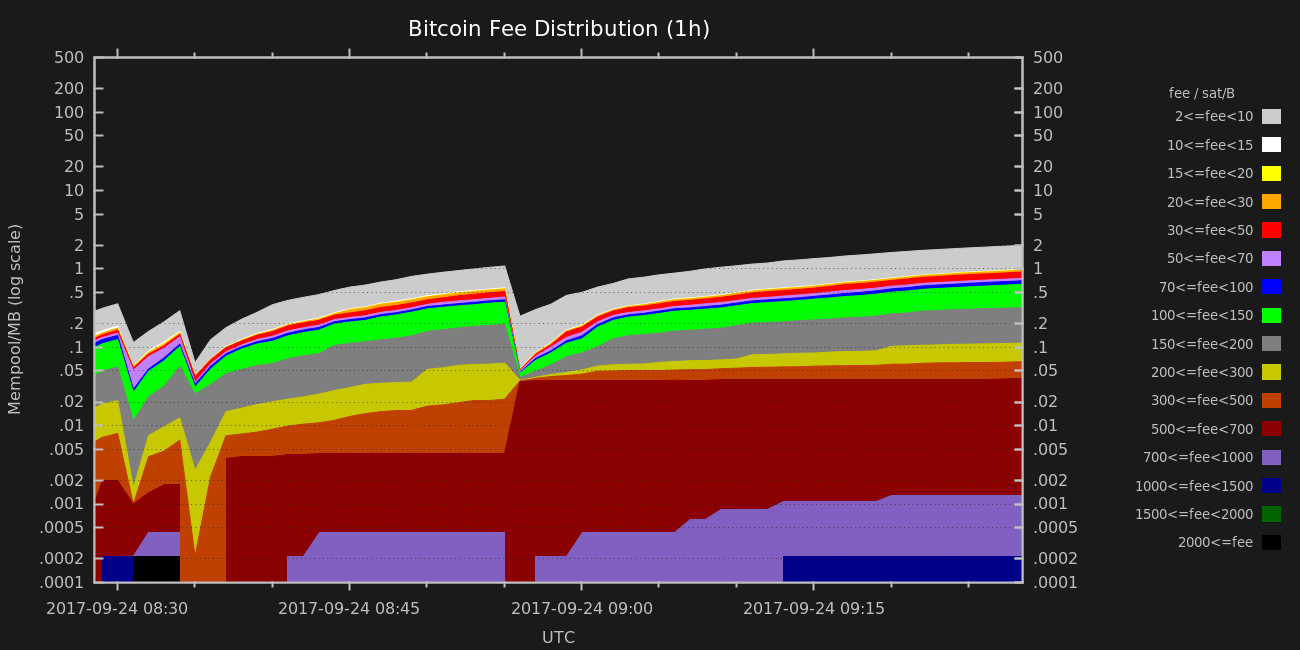 Bitcoin Fee Distribution (1h)
500 500
200 200
100 100
50 50
20 20
10 10
5 5
2 2
1 1
.5 .5
.2 .2
.1 .1
.05 .05
.02 .02
.01 .01
.005 .005
.002 .002
.001 .001
.0005 .0005
.0002 .0002
.0001 .0001
Mempool/MB (log scale)
2017-09-24 08:30 2017-09-24 08:45 2017-09-24 09:00 2017-09-24 09:15
UTC
fee / sat/B
2<=fee<10
10<=fee<15
15<=fee<20
20<=fee<30
30<=fee<50
50<=fee<70
70<=fee<100
100<=fee<150
150<=fee<200
200<=fee<300
300<=fee<500
500<=fee<700
700<=fee<1000
1000<=fee<1500
1500<=fee<2000
2000<=fee